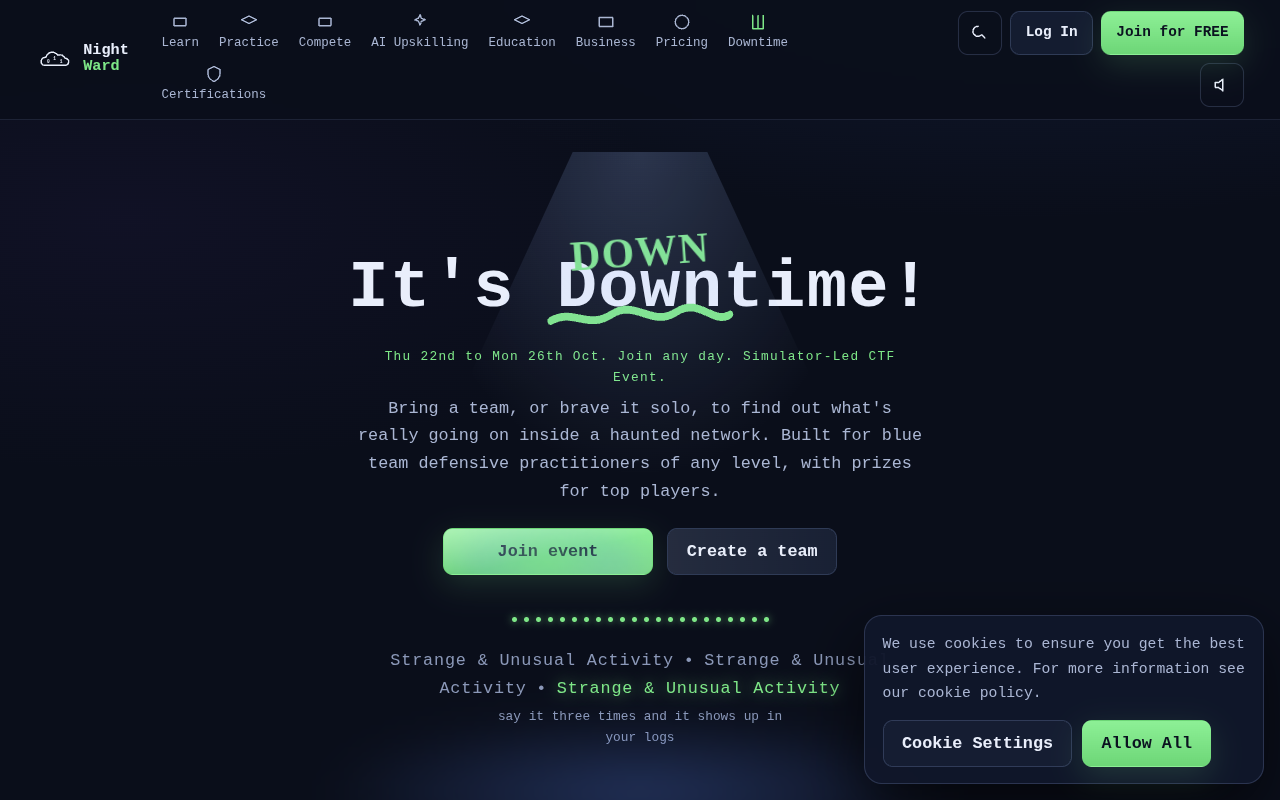 Night
Ward
Learn
Practice
Compete
AI Upskilling
Education
Business
Pricing
Downtime
Certifications
Log In
Join for FREE
DOWN
It's Downtime!
Thu 22nd to Mon 26th Oct. Join any day. Simulator-Led CTF
Event.
Bring a team, or brave it solo, to find out what's
really going on inside a haunted network. Built for blue
team defensive practitioners of any level, with prizes
for top players.
Join event
Create a team
Strange & Unusual Activity • Strange & Unusual
Activity • Strange & Unusual Activity
say it three times and it shows up in
your logs
We use cookies to ensure you get the best
user experience. For more information see
our cookie policy.
Cookie Settings
Allow All